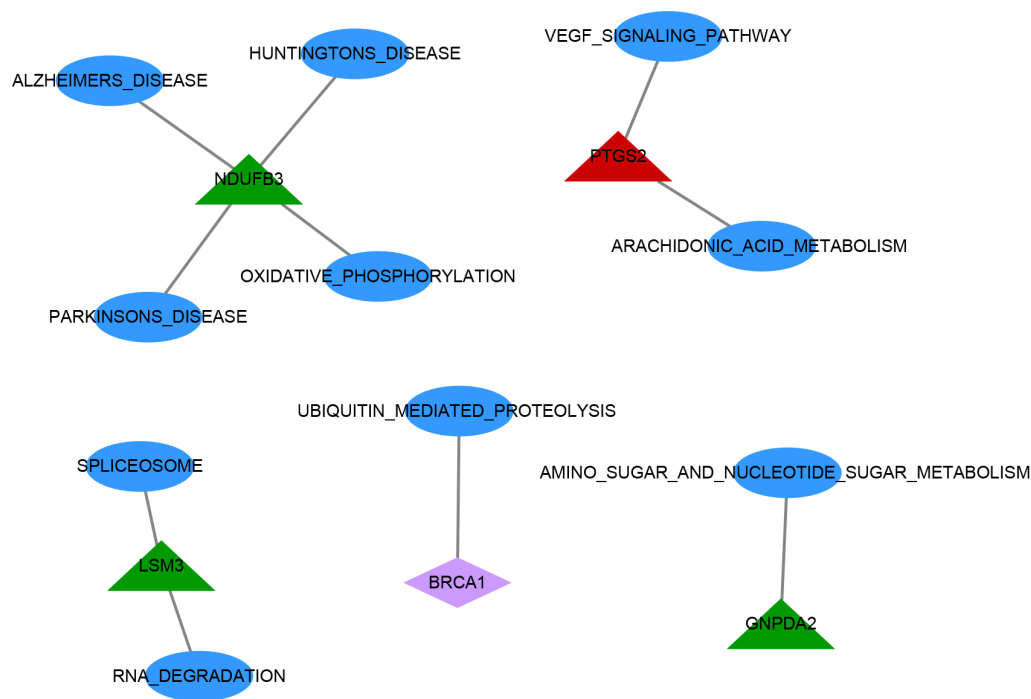 VEGF_SIGNALING_PATHWAY
HUNTINGTONS_DISEASE
ALZHEIMERS_DISEASE
PTGS2
NDUFB3
ARACHIDONIC_ACID_METABOLISM
OXIDATIVE_PHOSPHORYLATION
PARKINSONS_DISEASE
UBIQUITIN_MEDIATED_PROTEOLYSIS
SPLICEOSOME
AMINO_SUGAR_AND_NUCLEOTIDE_SUGAR_METABOLISM
LSM3
BRCA1
GNPDA2
RNA_DEGRADATION